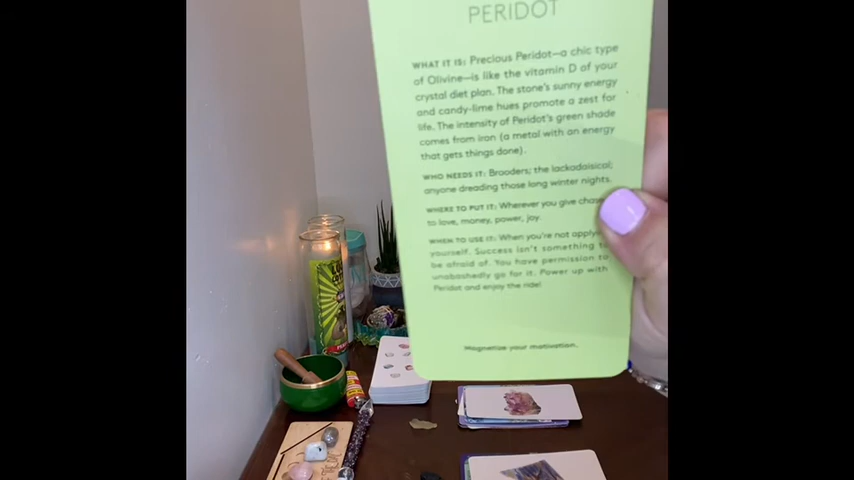 PERIDOT
WHAT IT IS: Precious Peridot—a chic type
of Olivine—is like the vitamin D of your
crystal diet plan. The stone's sunny energy
and candy-lime hues promote a zest for
life. The intensity of Peridot's green shade
comes from iron (a metal with an energy
that gets things done).
WHO NEEDS IT: Brooders; the lackadaisical;
anyone dreading those long winter nights.
WHERE TO PUT IT: Wherever you give chase
to love, money, power, joy.
WHEN TO USE IT: When you're not applying
yourself. Success isn't something to
be afraid of. You have permission to
unabashedly go for it. Power up with
Peridot and enjoy the ride!
Magnetize your motivation.